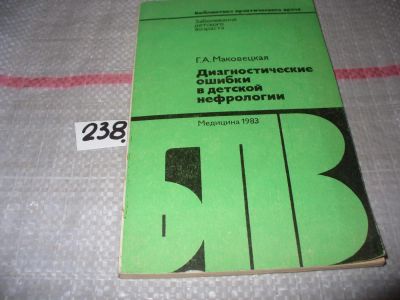 Библиотека практического врача
Заболевания
детского
возраста
Г.А.Маковецкая
Диагностические
ошибки
в детской
нефрологии
Медицина 1983
БПВ
238.